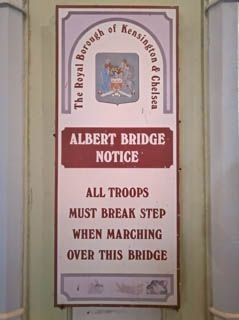 The Royal Borough of Kensington & Chelsea
ALBERT BRIDGE
NOTICE
ALL TROOPS
MUST BREAK STEP
WHEN MARCHING
OVER THIS BRIDGE